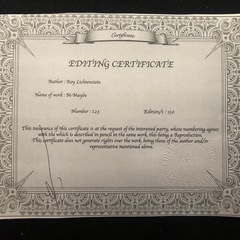 Certificate
EDITING CERTIFICATE
Author : Roy Lichtenstein
Name of work : M-Maybe
Number : 123
Edition/s : 150
This issuance of this certificate is at the request of the interested party, whose numbering agrees
with the which is described in pencil in the same work, this being a Reproduction.
This certificate does not generate rights over the work, being these of the author and/or
representative mentioned above.